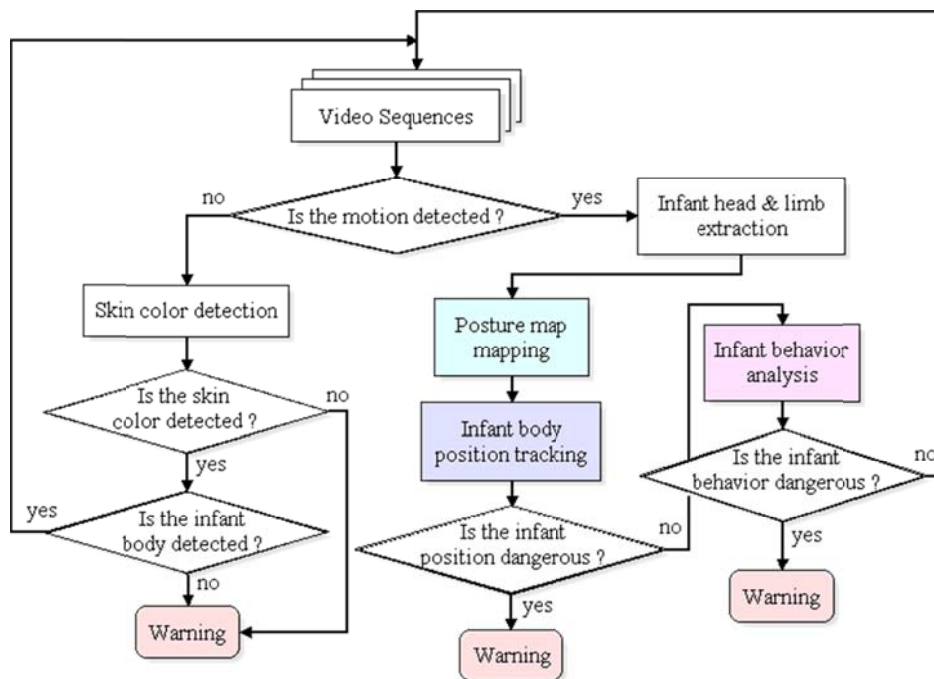 Video Sequences
no
yes
Is the motion detected ?
Infant head & limb
extraction
Skin color detection
Posture map
mapping
Infant behavior
analysis
Is the skin
color detected ?
no
yes
Infant body
position tracking
Is the infant
behavior dangerous ?
no
yes
yes
Is the infant
body detected ?
no
Is the infant
position dangerous ?
no
yes
Warning
Warning
Warning